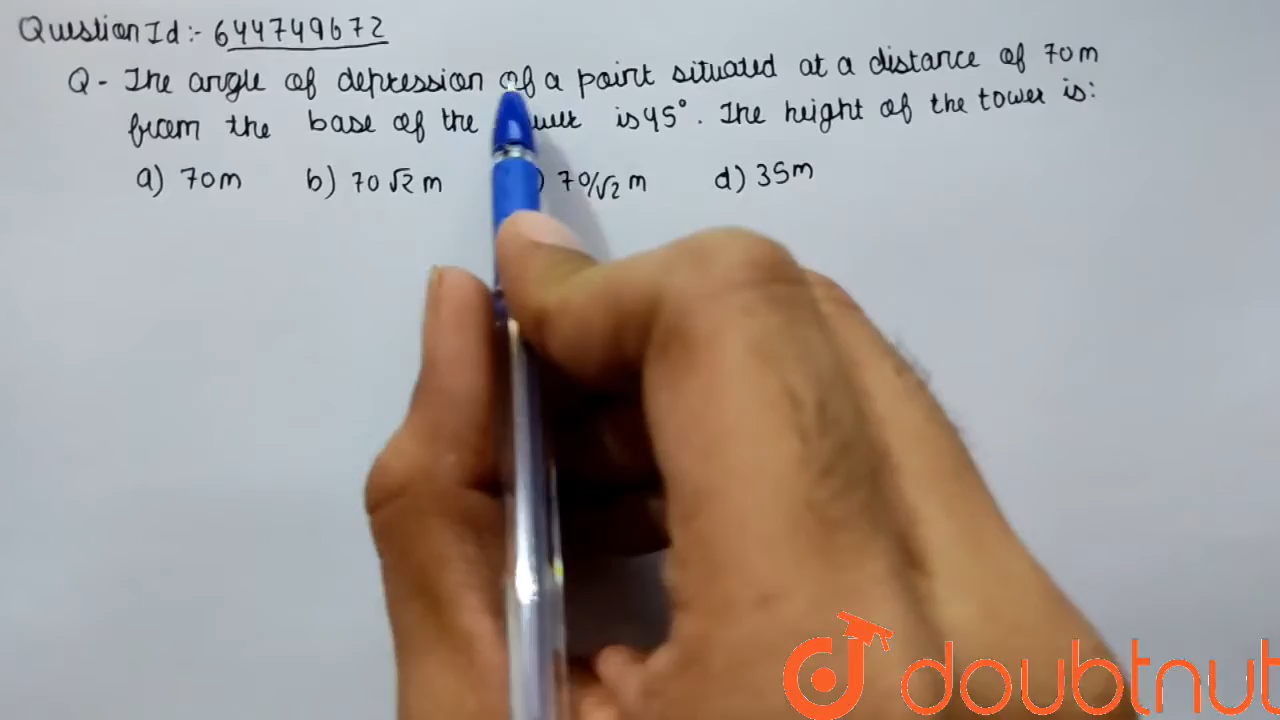 Question Id:- 644749672
Q- The angle of depression of a point situated at a distance of 70m
from the base of the is 45°. The height of the tower is:
a) 70m b) 70√2 m ) 70/√2 m d) 35m
doubtnut